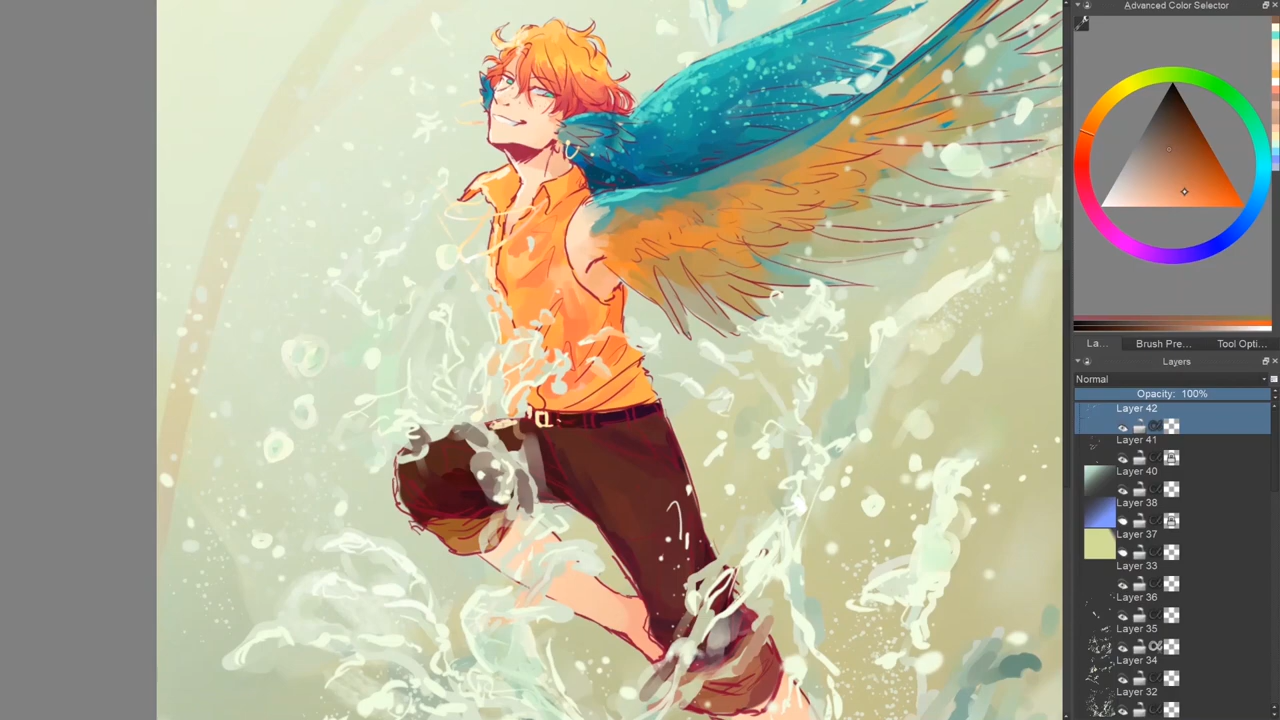 Advanced Color Selector
La...
Brush Pre...
Tool Opti...
Layers
Normal
Opacity: 100%
Layer 42
Layer 41
Layer 40
Layer 38
Layer 37
Layer 33
Layer 36
Layer 35
Layer 34
Layer 32